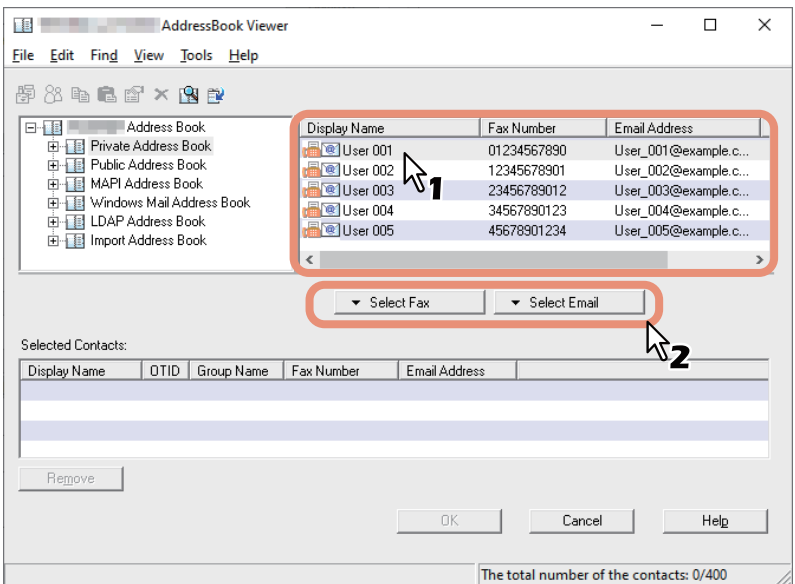 AddressBook Viewer
File Edit Find View Tools Help
Address Book
Private Address Book
Public Address Book
MAPI Address Book
Windows Mail Address Book
LDAP Address Book
Import Address Book
Display Name Fax Number Email Address
User 001 01234567890 User_001@example.c...
User 002 12345678901 User_002@example.c...
User 003 23456789012 User_003@example.c...
User 004 34567890123 User_004@example.c...
User 005 45678901234 User_005@example.c...
1
Select Fax Select Email
2
Selected Contacts:
Display Name OTID Group Name Fax Number Email Address
Remove
OK Cancel Help
The total number of the contacts: 0/400